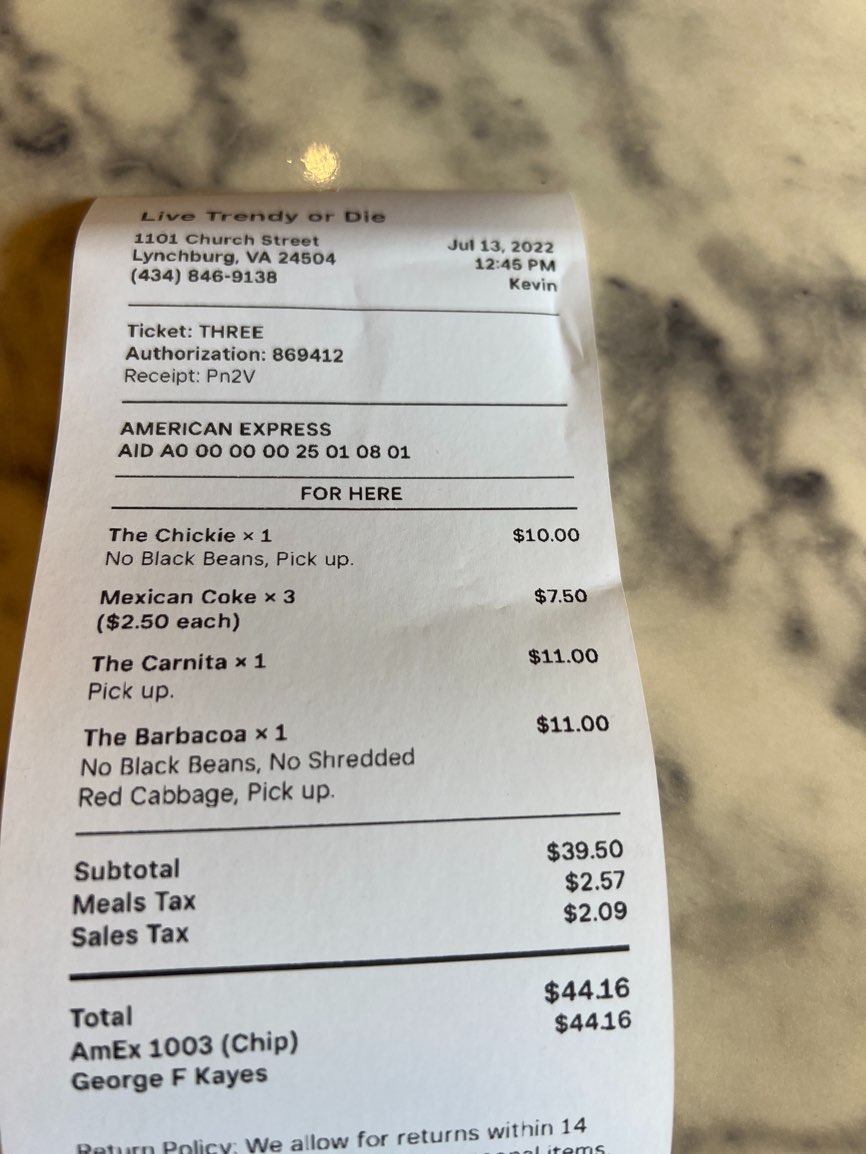 Live Trendy or Die
1101 Church Street
Lynchburg, VA 24504
(434) 846-9138
Jul 13, 2022
12:45 PM
Kevin
Ticket: THREE
Authorization: 869412
Receipt: Pn2V
AMERICAN EXPRESS
AID A0 00 00 00 25 01 08 01
FOR HERE
The Chickie × 1 $10.00
No Black Beans, Pick up.
Mexican Coke × 3 $7.50
($2.50 each)
The Carnita × 1 $11.00
Pick up.
The Barbacoa × 1 $11.00
No Black Beans, No Shredded
Red Cabbage, Pick up.
Subtotal $39.50
Meals Tax $2.57
Sales Tax $2.09
Total $44.16
AmEx 1003 (Chip) $44.16
George F Kayes
Return Policy: We allow for returns within 14
items